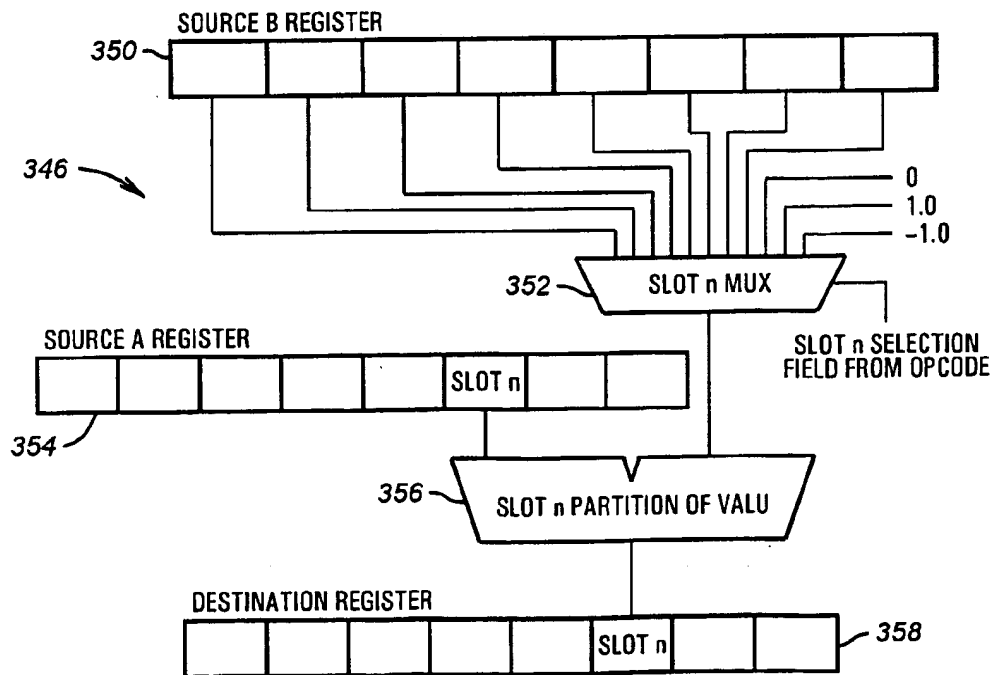 SOURCE B REGISTER
350
346
0
1.0
–1.0
352
SLOT n MUX
SLOT n SELECTION
FIELD FROM OPCODE
SOURCE A REGISTER
SLOT n
354
356
SLOT n PARTITION OF VALU
DESTINATION REGISTER
SLOT n
358